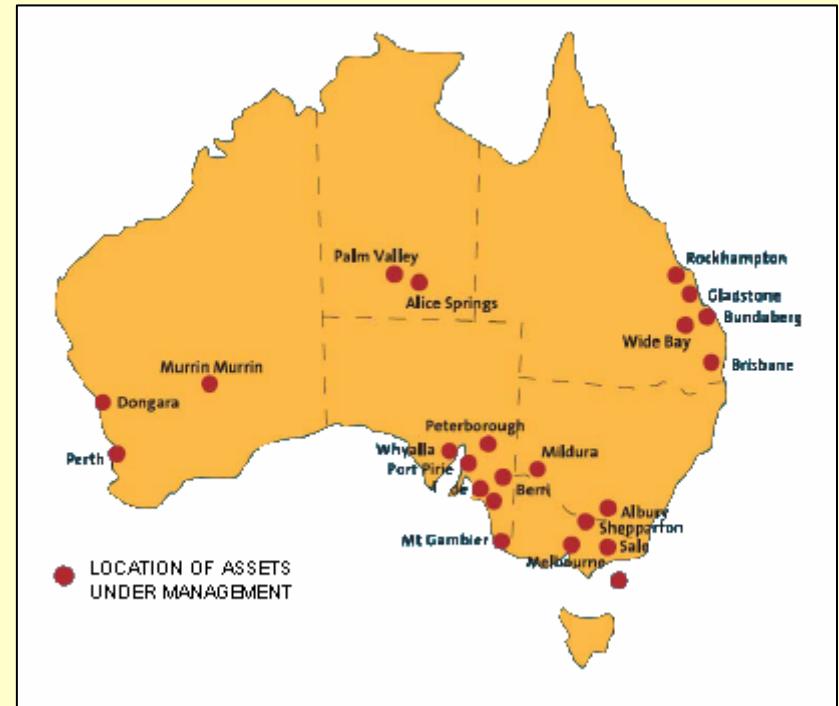 Rockhampton
Palm Valley
Gladstone
Alice Springs
Bundaberg
Wide Bay
Brisbane
Murrin Murrin
Dongara
Peterborough
Whyalla
Mildura
Perth
Port Pirie
de
Berri
Albury
Shepparton
Mt Gambier
Sale
Melbourne
LOCATION OF ASSETS
UNDER MANAGEMENT